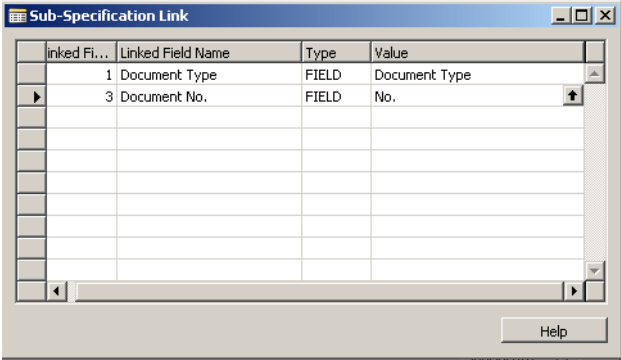 Sub-Specification Link
inked Fi... Linked Field Name Type Value
1 Document Type FIELD Document Type
3 Document No. FIELD No.
Help